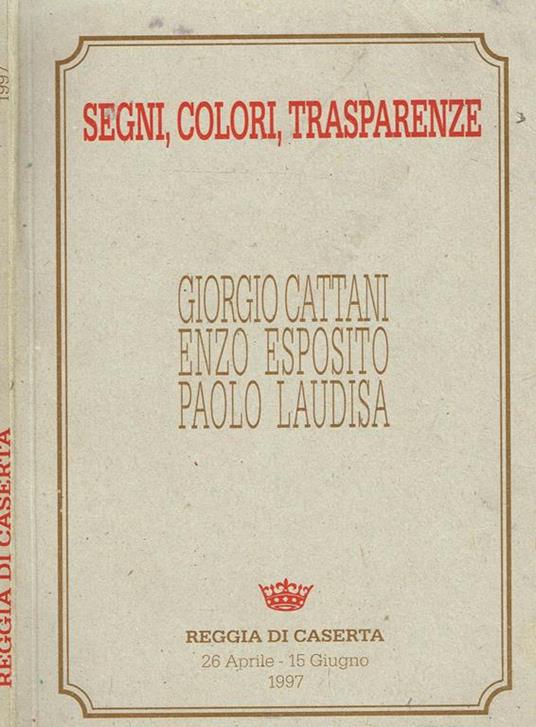 SEGNI, COLORI, TRASPARENZE
GIORGIO CATTANI
ENZO ESPOSITO
PAOLO LAUDISA
REGGIA DI CASERTA
26 Aprile - 15 Giugno
1997
REGGIA DI CASERTA
1997